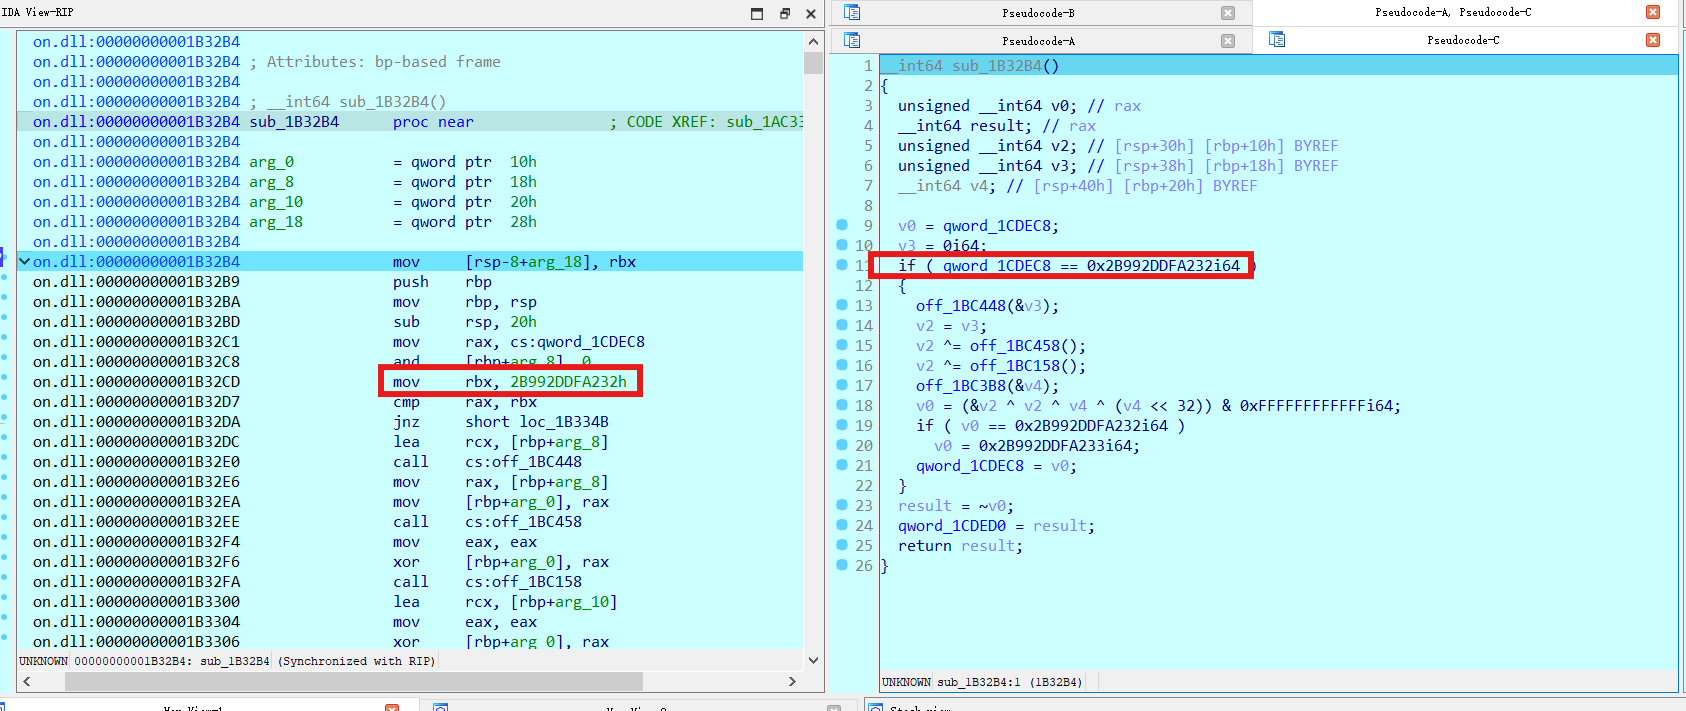 IDA View-RIP
on.dll:00000000001B32B4
on.dll:00000000001B32B4 ; Attributes: bp-based frame
on.dll:00000000001B32B4
on.dll:00000000001B32B4 ; __int64 sub_1B32B4()
on.dll:00000000001B32B4 sub_1B32B4 proc near ; CODE XREF: sub_1AC33
on.dll:00000000001B32B4
on.dll:00000000001B32B4 arg_0 = qword ptr 10h
on.dll:00000000001B32B4 arg_8 = qword ptr 18h
on.dll:00000000001B32B4 arg_10 = qword ptr 20h
on.dll:00000000001B32B4 arg_18 = qword ptr 28h
on.dll:00000000001B32B4
on.dll:00000000001B32B4 mov [rsp-8+arg_18], rbx
on.dll:00000000001B32B9 push rbp
on.dll:00000000001B32BA mov rbp, rsp
on.dll:00000000001B32BD sub rsp, 20h
on.dll:00000000001B32C1 mov rax, cs:qword_1CDEC8
on.dll:00000000001B32C8 and [rbp+arg_8], 0
on.dll:00000000001B32CD mov rbx, 2B992DDFA232h
on.dll:00000000001B32D7 cmp rax, rbx
on.dll:00000000001B32DA jnz short loc_1B334B
on.dll:00000000001B32DC lea rcx, [rbp+arg_8]
on.dll:00000000001B32E0 call cs:off_1BC448
on.dll:00000000001B32E6 mov rax, [rbp+arg_8]
on.dll:00000000001B32EA mov [rbp+arg_0], rax
on.dll:00000000001B32EE call cs:off_1BC458
on.dll:00000000001B32F4 mov eax, eax
on.dll:00000000001B32F6 xor [rbp+arg_0], rax
on.dll:00000000001B32FA call cs:off_1BC158
on.dll:00000000001B3300 lea rcx, [rbp+arg_10]
on.dll:00000000001B3304 mov eax, eax
on.dll:00000000001B3306 xor [rbp+arg_0], rax
UNKNOWN 00000000001B32B4: sub_1B32B4 (Synchronized with RIP)
Pseudocode-B
Pseudocode-A, Pseudocode-C
Pseudocode-A
Pseudocode-C
1 __int64 sub_1B32B4()
2 {
3 unsigned __int64 v0; // rax
4 __int64 result; // rax
5 unsigned __int64 v2; // [rsp+30h] [rbp+10h] BYREF
6 unsigned __int64 v3; // [rsp+38h] [rbp+18h] BYREF
7 __int64 v4; // [rsp+40h] [rbp+20h] BYREF
8
9 v0 = qword_1CDEC8;
10 v3 = 0i64;
11 if ( qword_1CDEC8 == 0x2B992DDFA232i64 )
12 {
13 off_1BC448(&v3);
14 v2 = v3;
15 v2 ^= off_1BC458();
16 v2 ^= off_1BC158();
17 off_1BC3B8(&v4);
18 v0 = (&v2 ^ v2 ^ v4 ^ (v4 << 32)) & 0xFFFFFFFFFFFFi64;
19 if ( v0 == 0x2B992DDFA232i64 )
20 v0 = 0x2B992DDFA233i64;
21 qword_1CDEC8 = v0;
22 }
23 result = ~v0;
24 qword_1CDED0 = result;
25 return result;
26 }
UNKNOWN sub_1B32B4:1 (1B32B4)